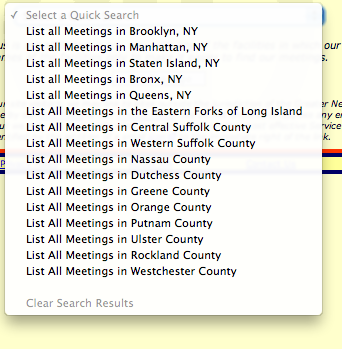 ✓ Select a Quick Search
List all Meetings in Brooklyn, NY
List all Meetings in Manhattan, NY
List all Meetings in Staten Island, NY
List all Meetings in Bronx, NY
List all Meetings in Queens, NY
List All Meetings in the Eastern Forks of Long Island
List All Meetings in Central Suffolk County
List All Meetings in Western Suffolk County
List All Meetings in Nassau County
List All Meetings in Dutchess County
List All Meetings in Greene County
List All Meetings in Orange County
List All Meetings in Putnam County
List All Meetings in Ulster County
List All Meetings in Rockland County
List All Meetings in Westchester County
Clear Search Results